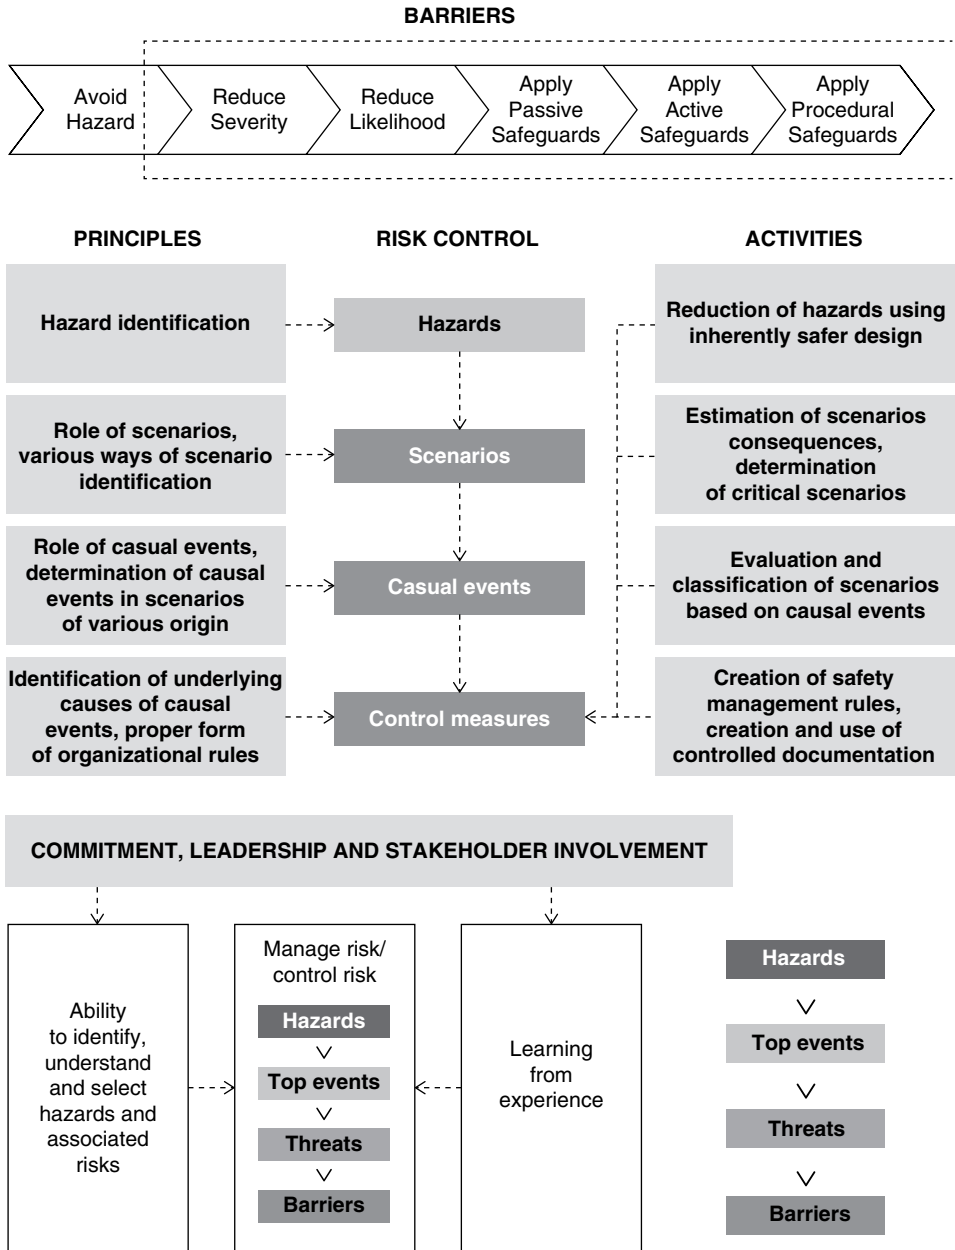 BARRIERS
Avoid
Hazard
Reduce
Severity
Reduce
Likelihood
Apply
Passive
Safeguards
Apply
Active
Safeguards
Apply
Procedural
Safeguards
PRINCIPLES
RISK CONTROL
ACTIVITIES
Hazard identification
Hazards
Reduction of hazards using
inherently safer design
Role of scenarios,
various ways of scenario
identification
Scenarios
Estimation of scenarios
consequences,
determination
of critical scenarios
Role of casual events,
determination of causal
events in scenarios
of various origin
Casual events
Evaluation and
classification of scenarios
based on causal events
Identification of underlying
causes of causal
events, proper form
of organizational rules
Control measures
Creation of safety
management rules,
creation and use of
controlled documentation
COMMITMENT, LEADERSHIP AND STAKEHOLDER INVOLVEMENT
Ability
to identify,
understand
and select
hazards and
associated
risks
Manage risk/
control risk
Hazards
Top events
Threats
Barriers
Learning
from
experience
Hazards
Top events
Threats
Barriers